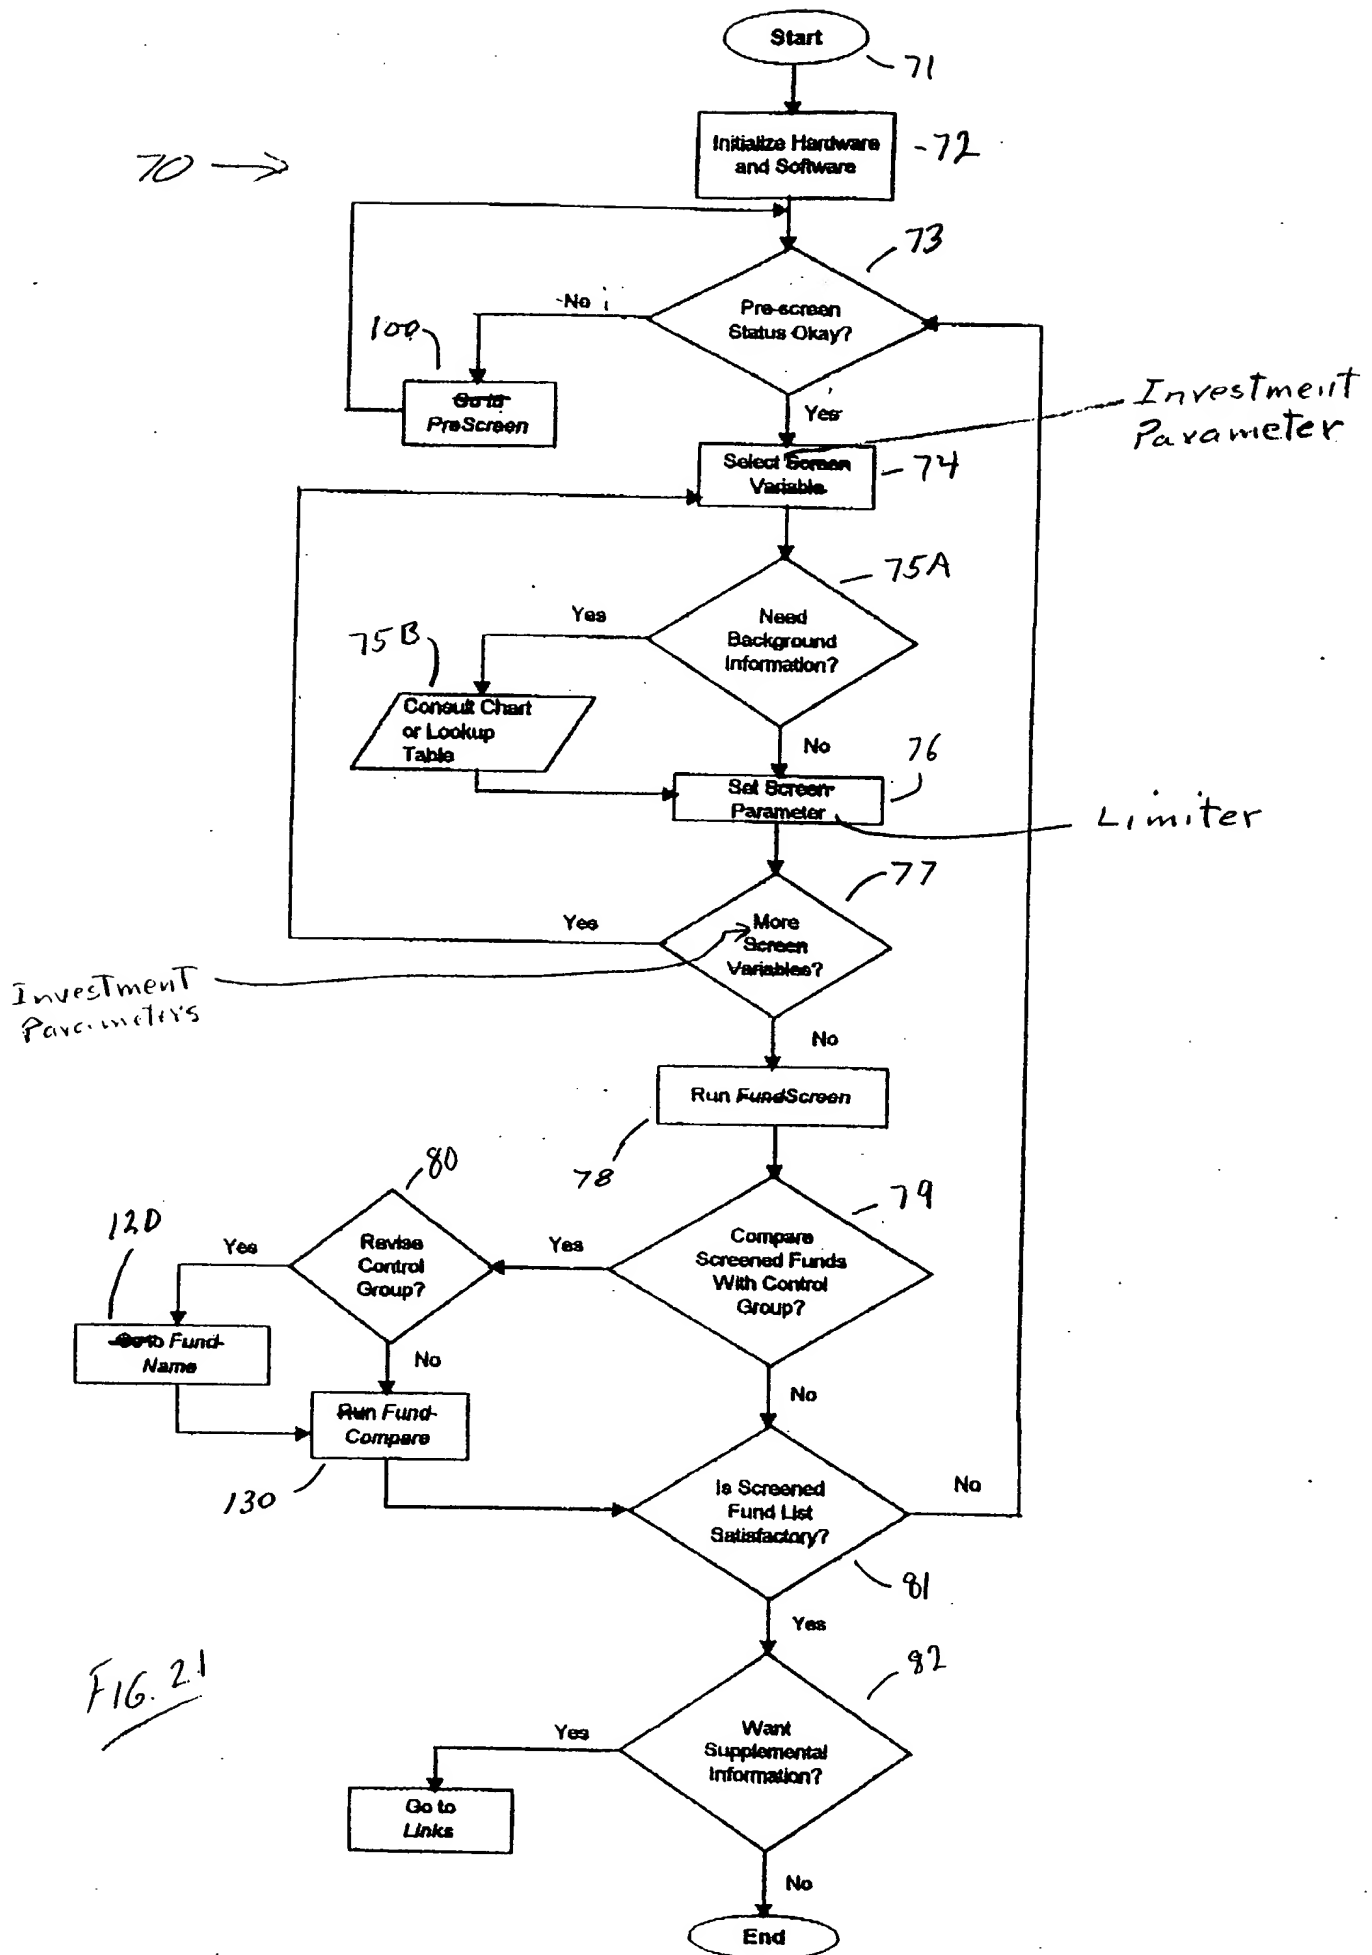 Start
71
Initialize Hardware
and Software
72
70
73
Pre-screen
Status Okay?
No
100
Go to
PreScreen
Yes
Investment
Parameter
Select Screen
Variable
74
75A
Need
Background
Information?
Yes
75B
Consult Chart
or Lookup
Table
No
76
Set Screen
Parameter
Limiter
77
More
Screen
Variables?
Yes
Investment
Parameters
No
Run FundScreen
78
79
Compare
Screened Funds
With Control
Group?
Yes
80
Revise
Control
Group?
Yes
120
Go to Fund-
Name
No
Run Fund-
Compare
130
No
Is Screened
Fund List
Satisfactory?
No
81
Yes
82
Want
Supplemental
Information?
Yes
Go to
Links
No
End
FIG. 21